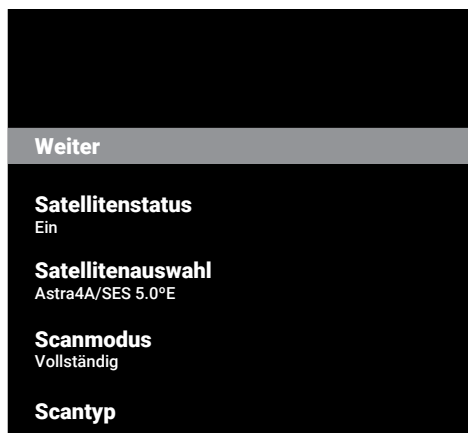 Weiter
Satellitenstatus
Ein
Satellitenauswahl
Astra4A/SES 5.0°E
Scanmodus
Vollständig
Scantyp